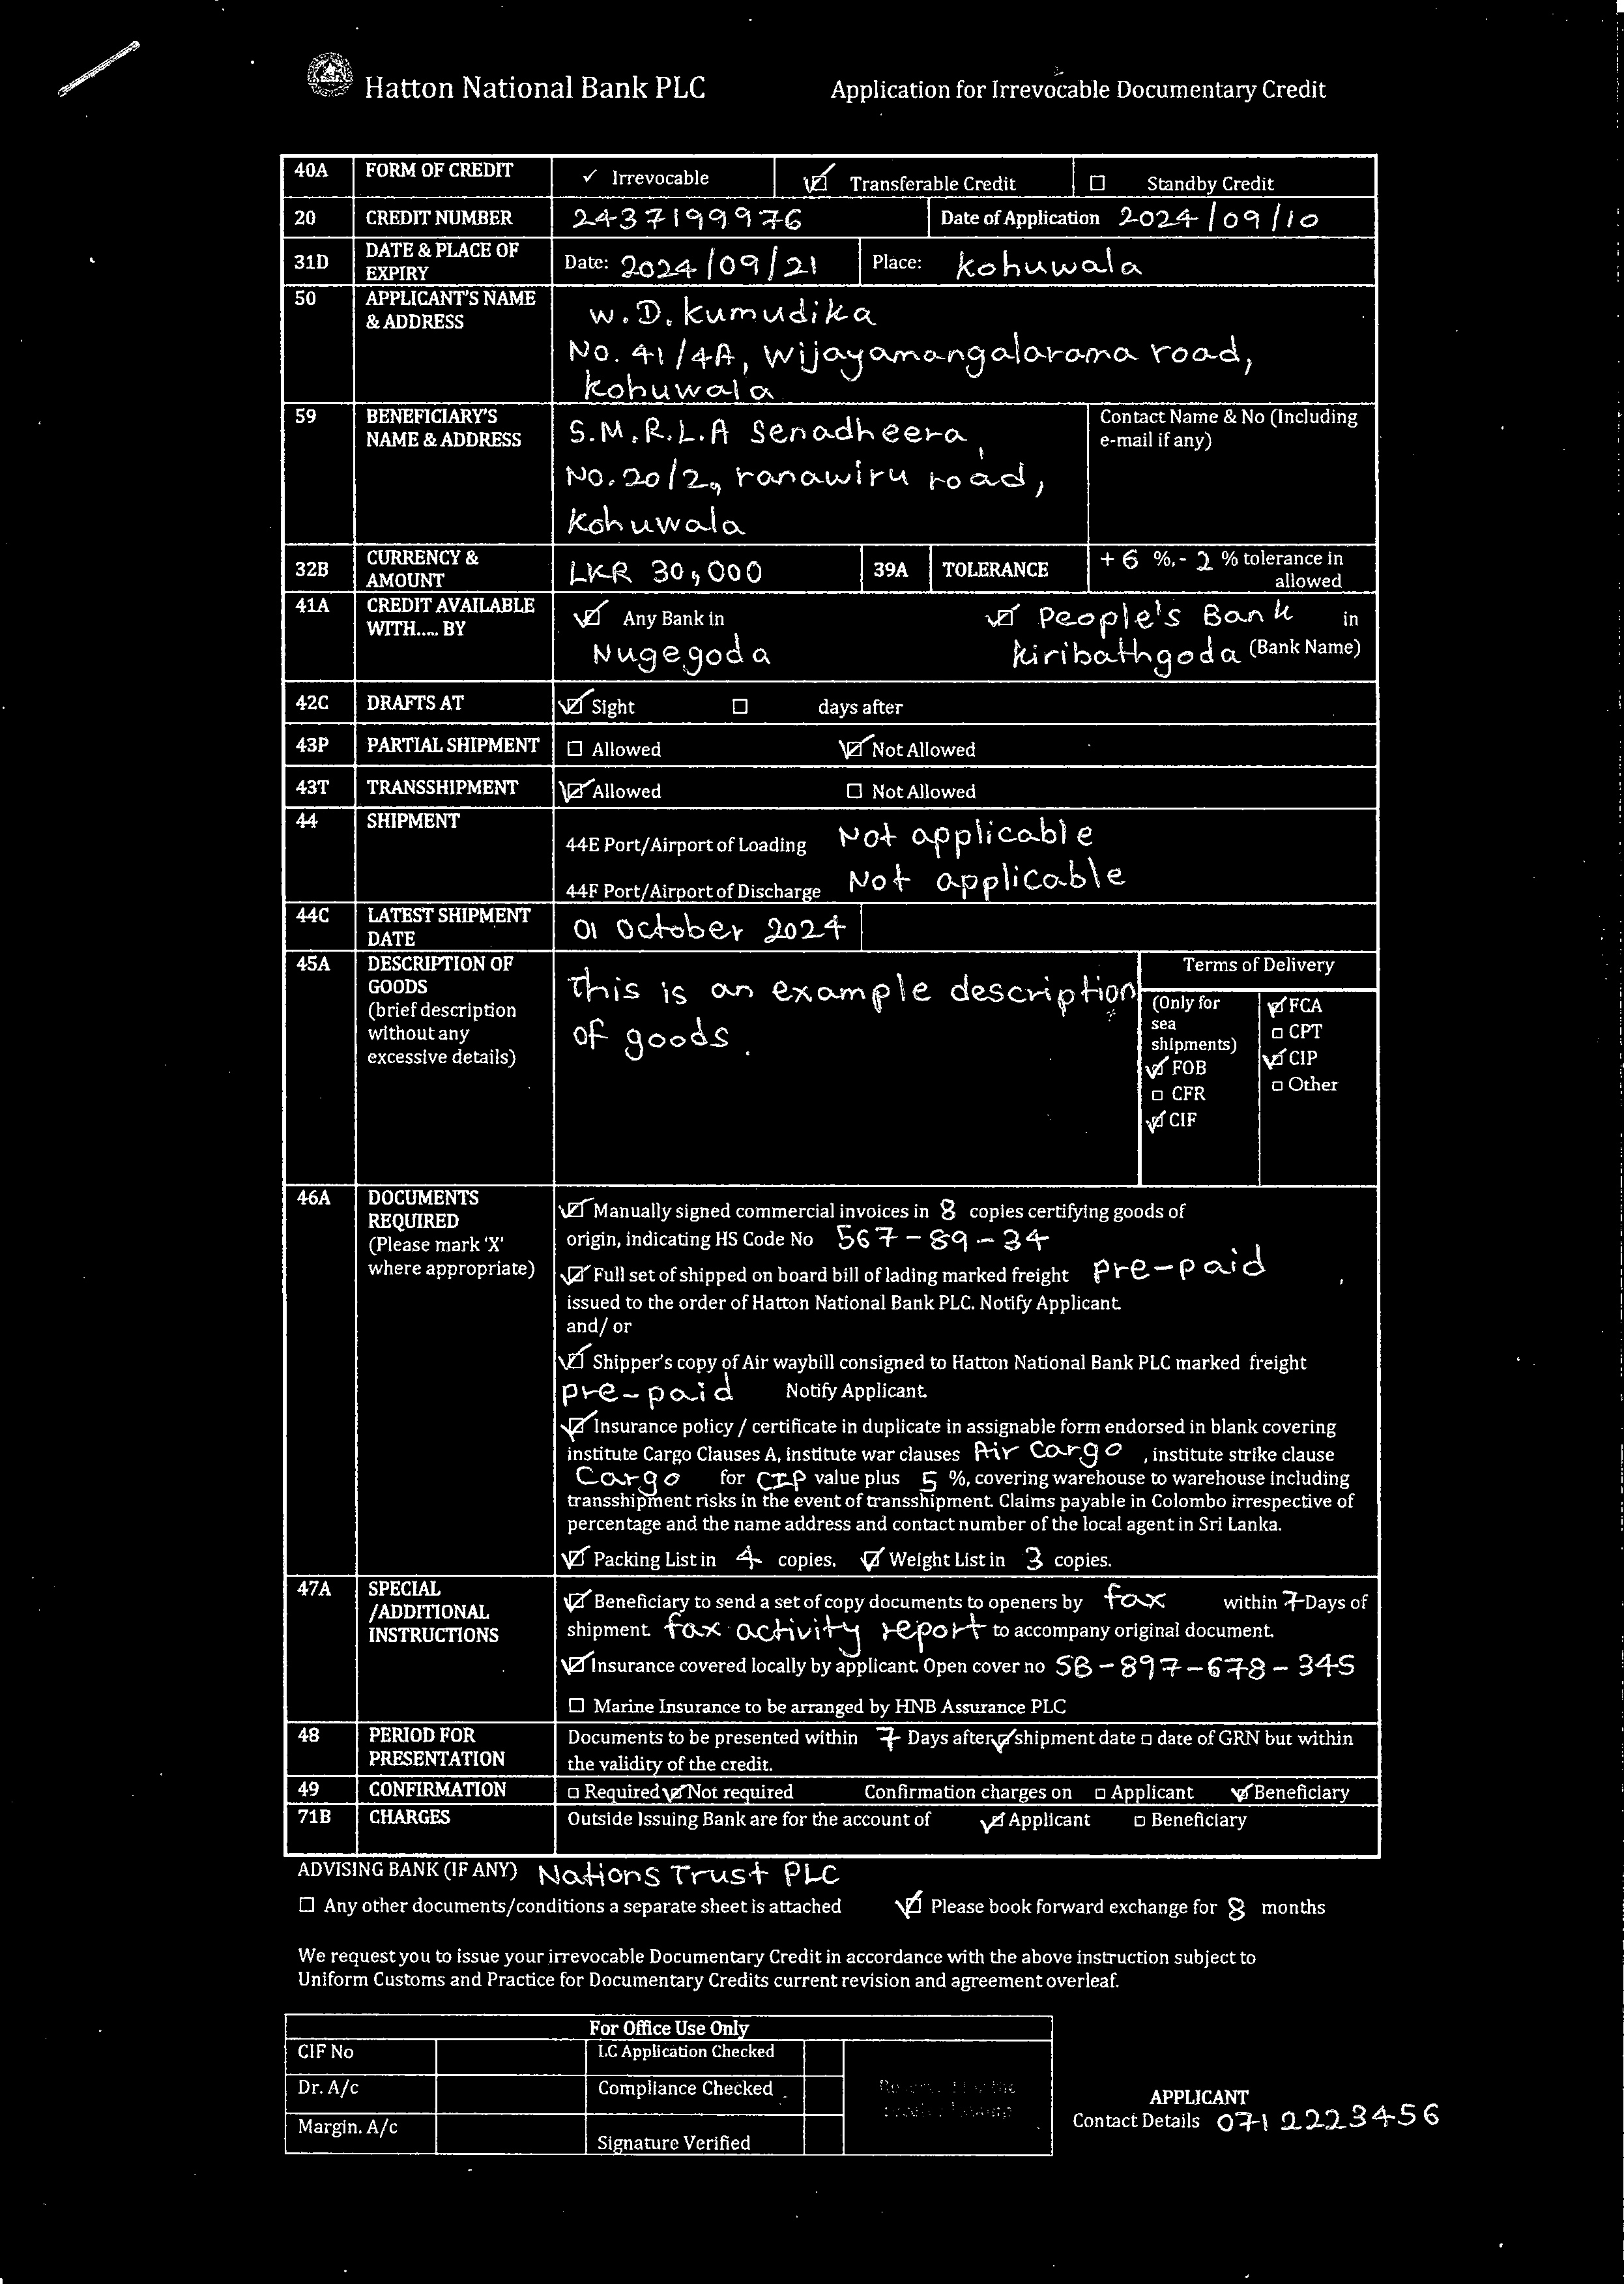 Hatton National Bank PLC Application for Irrevocable Documentary Credit
40A FORM OF CREDIT ✓ Irrevocable ☑ Transferable Credit ☐ Standby Credit
20 CREDIT NUMBER 2437199976 Date of Application 2024/09/10
31D DATE & PLACE OF EXPIRY Date: 2024/09/21 Place: Kohuwala
50 APPLICANT'S NAME & ADDRESS
W.D. Kumudika
No. 41/4A, Wijayamangalarama road,
Kohuwala
59 BENEFICIARY'S NAME & ADDRESS
S.M.R.L.A Senadheera,
No.20/2, ranawiru road,
Kohuwala
Contact Name & No (Including
e-mail if any)
32B CURRENCY & AMOUNT LKR 30,000 39A TOLERANCE + 6 %,- 2 % tolerance in
allowed
41A CREDIT AVAILABLE WITH..... BY
☑ Any Bank in ☑ People's Bank in
Nugegoda Kiribathgoda (Bank Name)
42C DRAFTS AT ☑ Sight ☐ days after
43P PARTIAL SHIPMENT ☐ Allowed ☑ Not Allowed
43T TRANSSHIPMENT ☑ Allowed ☐ Not Allowed
44 SHIPMENT
44E Port/Airport of Loading Not applicable
44F Port/Airport of Discharge Not applicable
44C LATEST SHIPMENT DATE 01 October 2024
45A DESCRIPTION OF GOODS
(brief description
without any
excessive details)
This is an example description
of goods.
Terms of Delivery
(Only for
sea
shipments)
☑ FOB
☐ CFR
☑ CIF
☑ FCA
☐ CPT
☑ CIP
☐ Other
46A DOCUMENTS REQUIRED
(Please mark 'X'
where appropriate)
☑ Manually signed commercial invoices in 8 copies certifying goods of
origin, indicating HS Code No 567-89-34
☑ Full set of shipped on board bill of lading marked freight pre-paid ,
issued to the order of Hatton National Bank PLC. Notify Applicant.
and/ or
☑ Shipper's copy of Air waybill consigned to Hatton National Bank PLC marked freight
pre-paid Notify Applicant.
☑ Insurance policy / certificate in duplicate in assignable form endorsed in blank covering
institute Cargo Clauses A, institute war clauses Air Cargo , institute strike clause
Cargo for CIP value plus 5 %, covering warehouse to warehouse including
transshipment risks in the event of transshipment. Claims payable in Colombo irrespective of
percentage and the name address and contact number of the local agent in Sri Lanka.
☑ Packing List in 4 copies. ☑ Weight List in 3 copies.
47A SPECIAL /ADDITIONAL INSTRUCTIONS
☑ Beneficiary to send a set of copy documents to openers by fax within 7 Days of
shipment. fax activity report to accompany original document.
☑ Insurance covered locally by applicant. Open cover no 5B-897-678-345
☐ Marine Insurance to be arranged by HNB Assurance PLC
48 PERIOD FOR PRESENTATION
Documents to be presented within 7 Days after ☑ shipment date ☐ date of GRN but within
the validity of the credit.
49 CONFIRMATION ☐ Required ☑ Not required Confirmation charges on ☐ Applicant ☑ Beneficiary
71B CHARGES Outside Issuing Bank are for the account of ☑ Applicant ☐ Beneficiary
ADVISING BANK (IF ANY) Nations Trust PLC
☐ Any other documents/conditions a separate sheet is attached ☑ Please book forward exchange for 8 months
We request you to issue your irrevocable Documentary Credit in accordance with the above instruction subject to
Uniform Customs and Practice for Documentary Credits current revision and agreement overleaf.
For Office Use Only
CIF No LC Application Checked
Dr. A/c Compliance Checked
Margin. A/c Signature Verified
APPLICANT
Contact Details 071 2223456